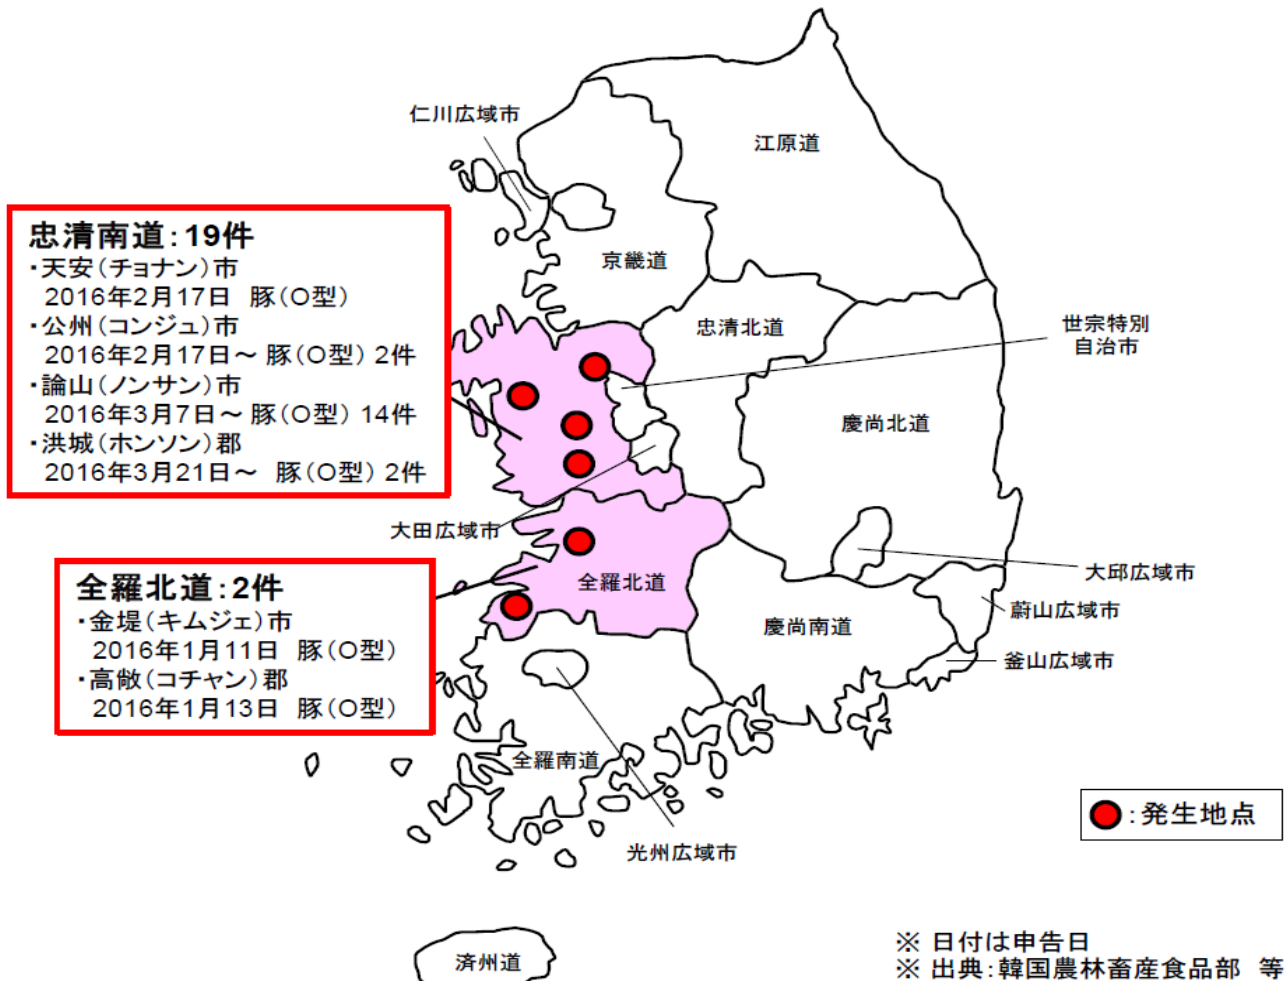 仁川広域市
江原道
忠清南道:19件
・天安(チョナン)市
2016年2月17日 豚(O型)
・公州(コンジュ)市
2016年2月17日~ 豚(O型) 2件
・論山(ノンサン)市
2016年3月7日~ 豚(O型) 14件
・洪城(ホンソン)郡
2016年3月21日~ 豚(O型) 2件
京畿道
忠清北道
世宗特別
自治市
慶尚北道
大田広域市
全羅北道:2件
・金堤(キムジェ)市
2016年1月11日 豚(O型)
・高敞(コチャン)郡
2016年1月13日 豚(O型)
全羅北道
大邱広域市
蔚山広域市
慶尚南道
釜山広域市
全羅南道
:発生地点
光州広域市
済州道
※ 日付は申告日
※ 出典:韓国農林畜産食品部 等